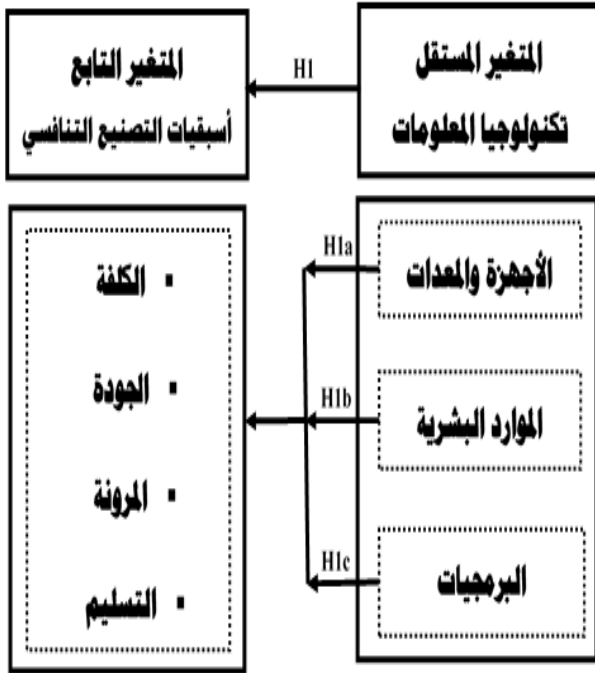 المتغير المستقل
تكنولوجيا المعلومات
H1
المتغير التابع
أسبقيات التصنيع التنافسي
الأجهزة والمعدات
الموارد البشرية
البرمجيات
H1a
H1b
H1c
▪ الكلفة
▪ الجودة
▪ المرونة
▪ التسليم